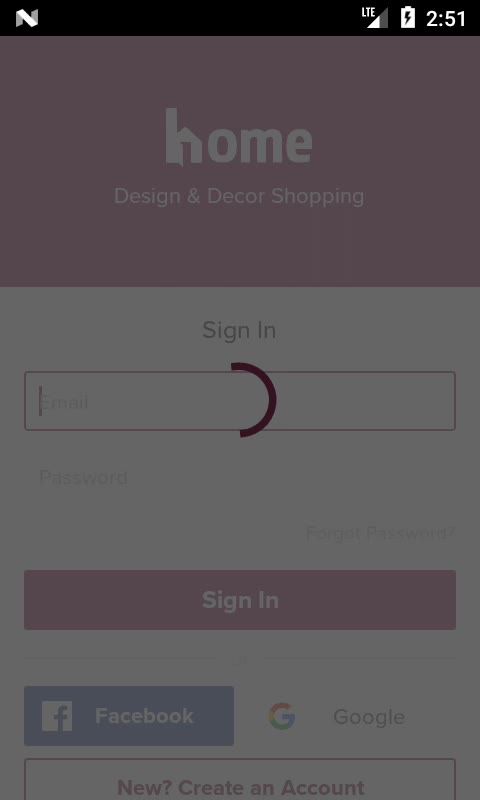 LTE 2:51
home
Design & Decor Shopping
Sign In
Email
Password
Forgot Password?
Sign In
or
Facebook
Google
New? Create an Account